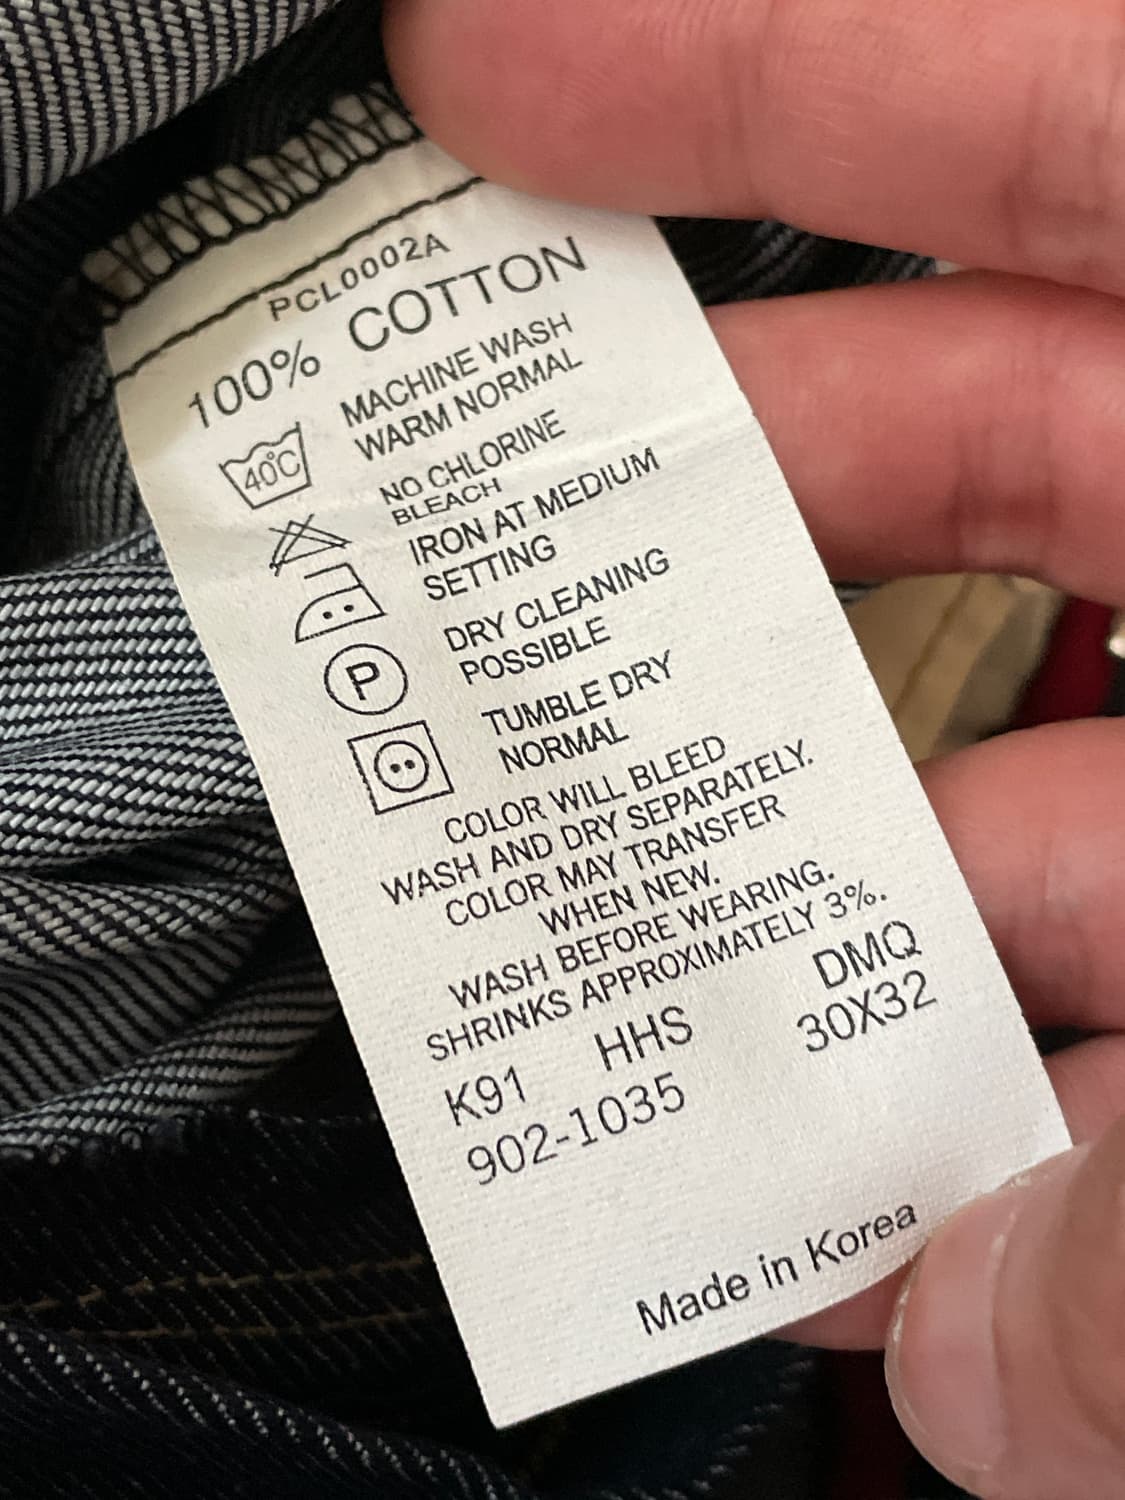 PCL0002A
100% COTTON
40°C
MACHINE WASH
WARM NORMAL
NO CHLORINE
BLEACH
IRON AT MEDIUM
SETTING
P
DRY CLEANING
POSSIBLE
TUMBLE DRY
NORMAL
COLOR WILL BLEED
WASH AND DRY SEPARATELY.
COLOR MAY TRANSFER
WHEN NEW.
WASH BEFORE WEARING.
SHRINKS APPROXIMATELY 3%.
K91 HHS DMQ
902-1035 30X32
Made in Korea